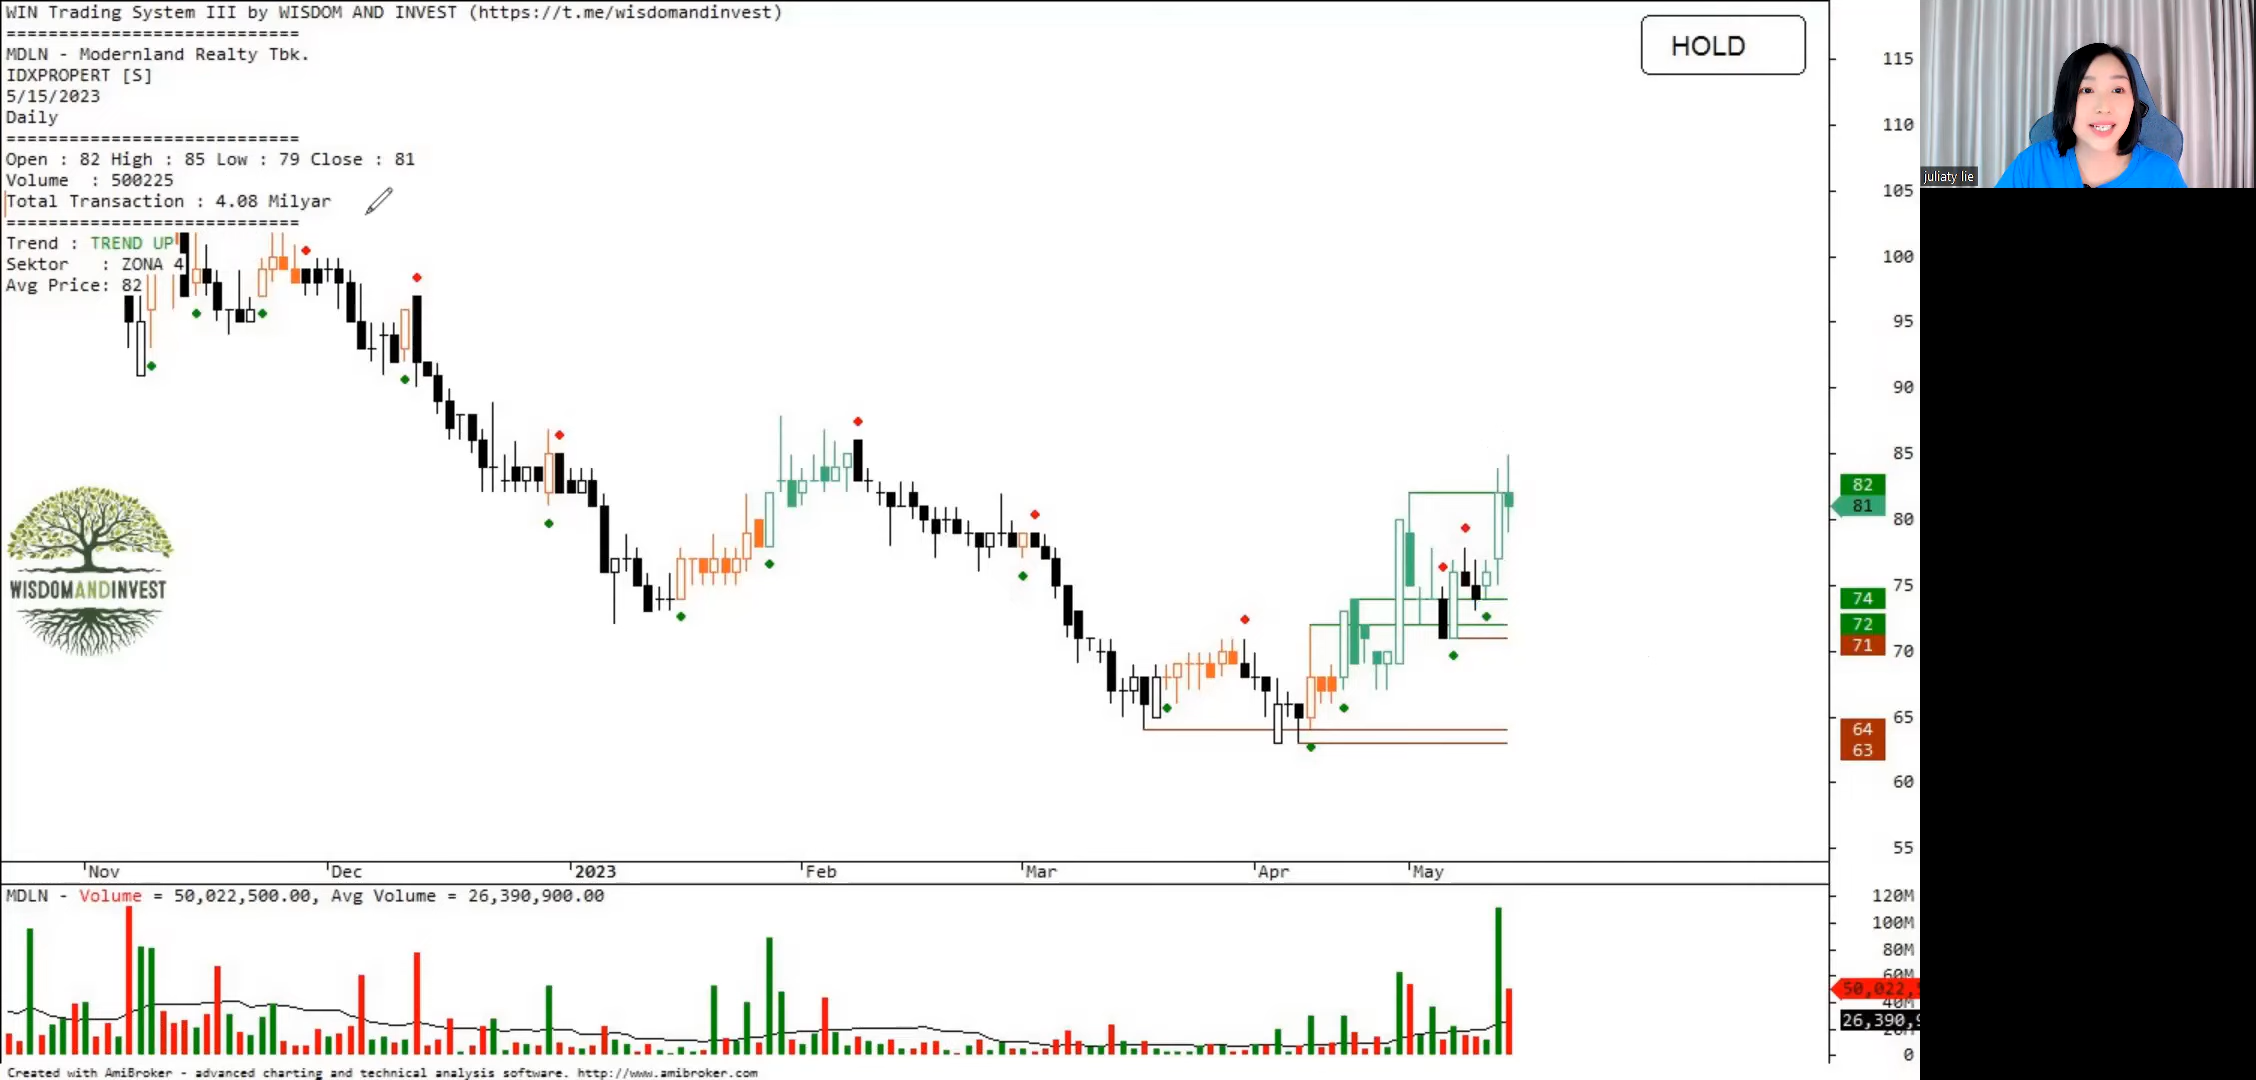 WIN Trading System III by WISDOM AND INVEST (https://t.me/wisdomandinvest)
============================
MDLN - Modernland Realty Tbk.
IDXPROPERT [S]
5/15/2023
Daily
============================
Open : 82 High : 85 Low : 79 Close : 81
Volume : 500225
Total Transaction : 4.08 Milyar
============================
Trend : TREND UP
Sektor : ZONA 4
Avg Price: 82
HOLD
juliaty lie
WISDOMANDINVEST
115
110
105
100
95
90
85
82
81
80
75
74
72
71
70
65
64
63
60
55
Nov Dec 2023 Feb Mar Apr May
MDLN - Volume = 50,022,500.00, Avg Volume = 26,390,900.00
120M
100M
80M
60M
50,022,
40M
26,390,9
20M
0
Created with AmiBroker - advanced charting and technical analysis software. http://www.amibroker.com